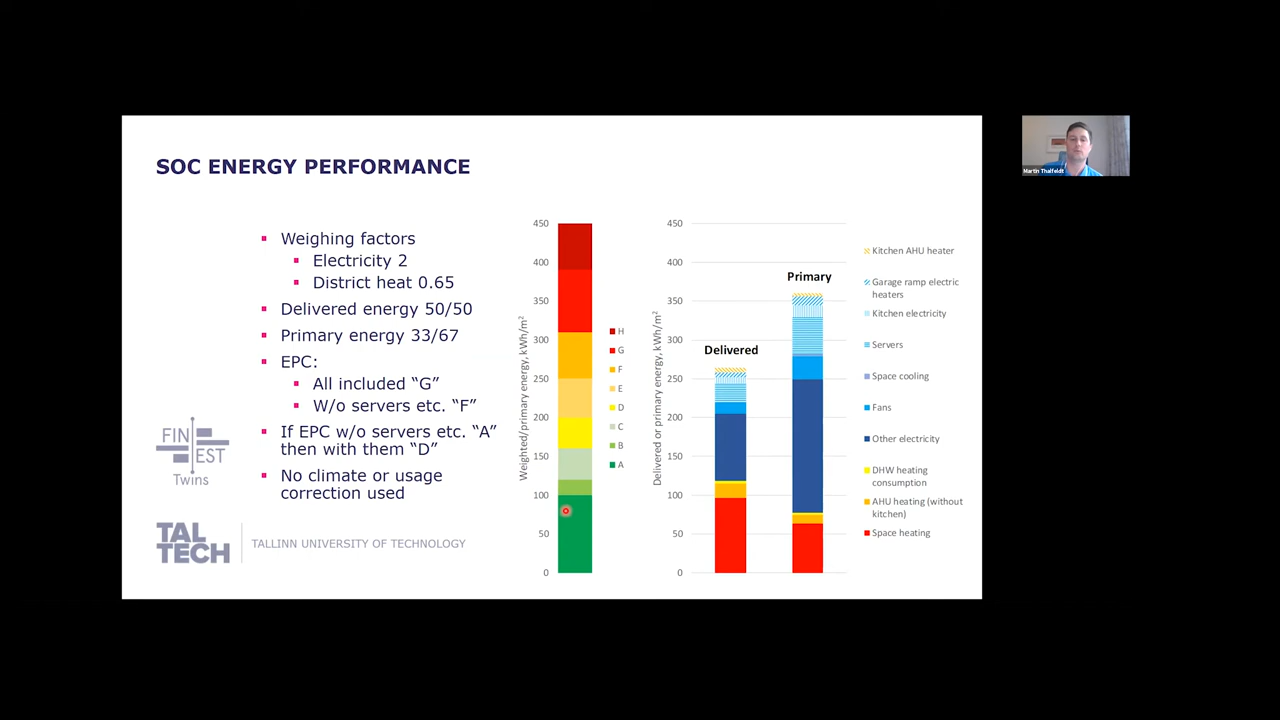 SOC ENERGY PERFORMANCE
Weighing factors
Electricity 2
District heat 0.65
Delivered energy 50/50
Primary energy 33/67
EPC:
All included “G”
W/o servers etc. “F”
If EPC w/o servers etc. “A”
then with them “D”
No climate or usage
correction used
FIN
EST
Twins
TAL
TECH
TALLINN UNIVERSITY OF TECHNOLOGY
Weighted/primary energy, kWh/m²
450
400
350
300
250
200
150
100
50
0
H
G
F
E
D
C
B
A
Delivered or primary energy, kWh/m²
450
400
350
300
250
200
150
100
50
0
Delivered
Primary
Kitchen AHU heater
Garage ramp electric
heaters
Kitchen electricity
Servers
Space cooling
Fans
Other electricity
DHW heating
consumption
AHU heating (without
kitchen)
Space heating
Martin Thalfeldt